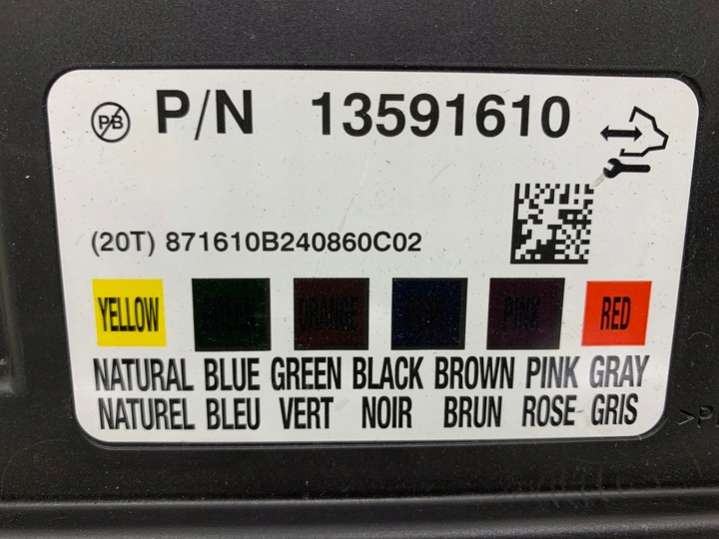 PB P/N 13591610
(20T) 871610B240860C02
YELLOW ORANGE PINK RED
NATURAL BLUE GREEN BLACK BROWN PINK GRAY
NATUREL BLEU VERT NOIR BRUN ROSE GRIS
>P